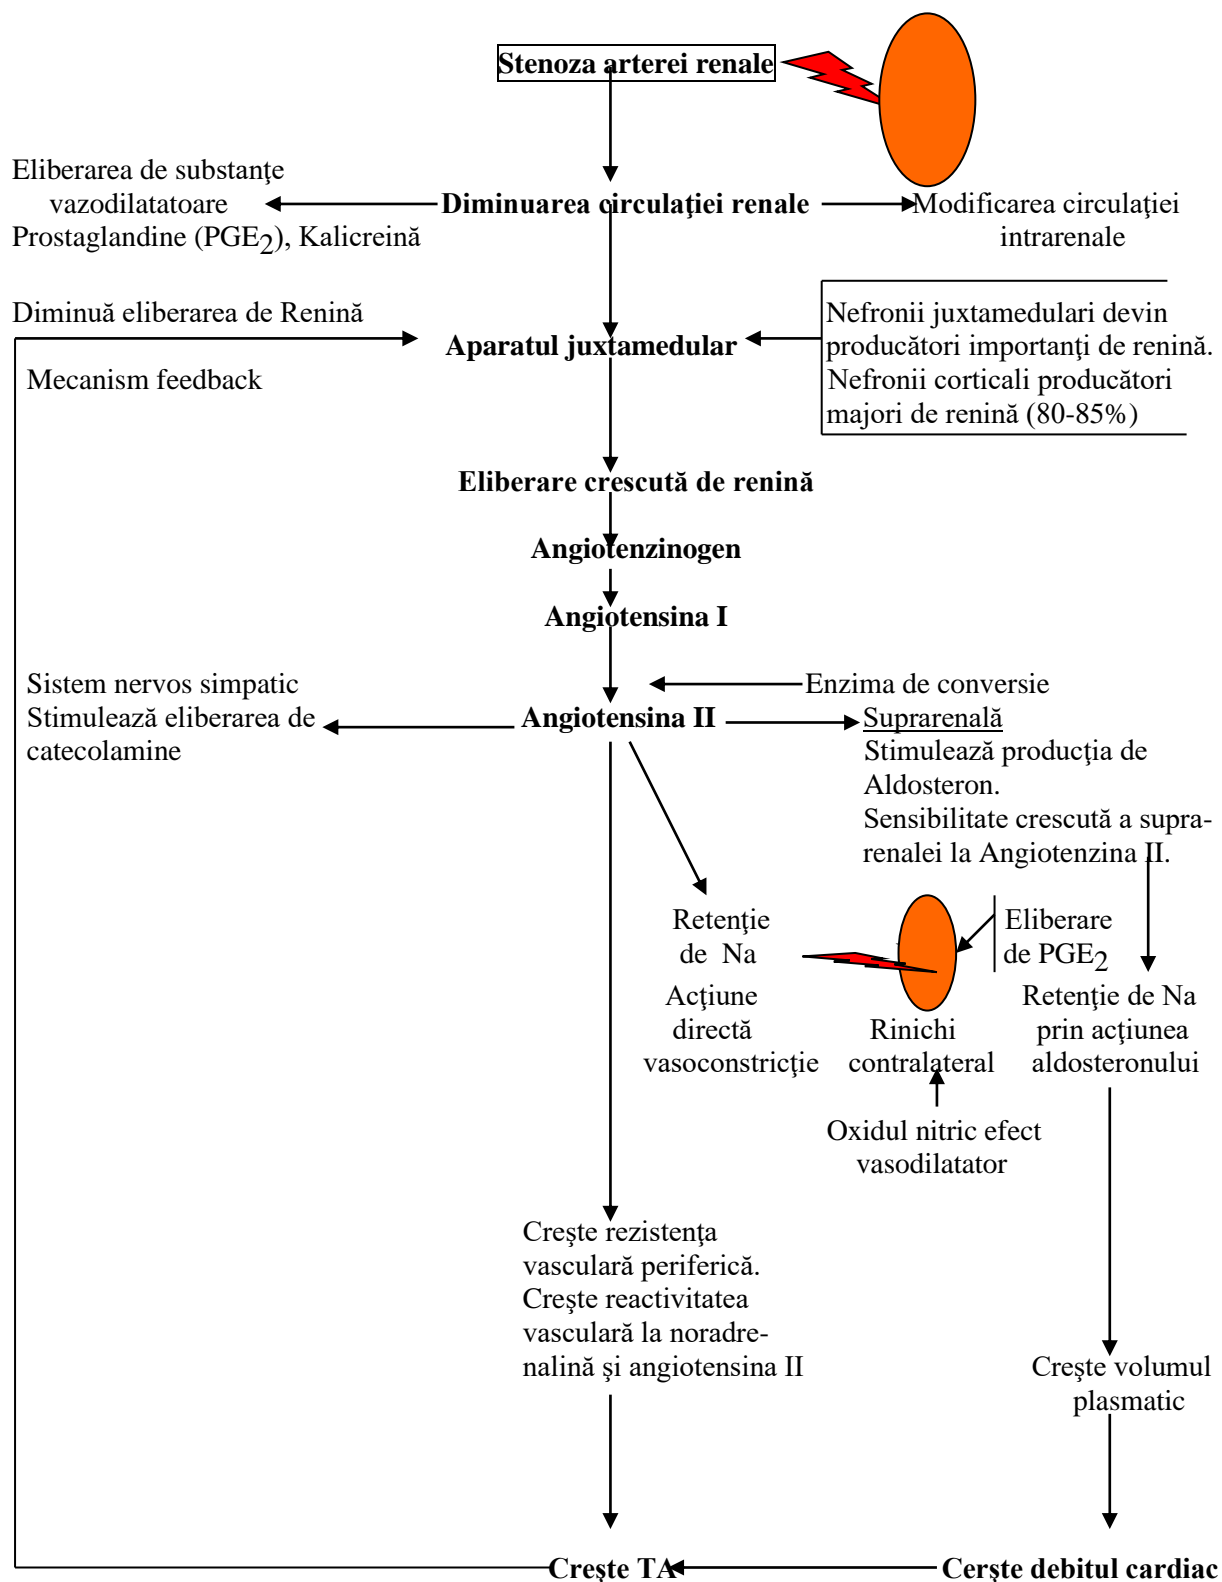 Stenoza arterei renale
Eliberarea de substanţe
vazodilatatoare
Prostaglandine (PGE2), Kalicreină
Diminuarea circulaţiei renale
Modificarea circulaţiei
intrarenale
Diminuă eliberarea de Renină
Mecanism feedback
Aparatul juxtamedular
Nefronii juxtamedulari devin
producători importanţi de renină.
Nefronii corticali producători
majori de renină (80-85%)
Eliberare crescută de renină
Angiotenzinogen
Angiotensina I
Sistem nervos simpatic
Stimulează eliberarea de
catecolamine
Angiotensina II
Enzima de conversie
Suprarenală
Stimulează producţia de
Aldosteron.
Sensibilitate crescută a supra-
renalei la Angiotenzina II.
Retenţie
de Na
Acţiune
directă
vasoconstricţie
Rinichi
contralateral
Eliberare
de PGE2
Retenţie de Na
prin acţiunea
aldosteronului
Oxidul nitric efect
vasodilatator
Creşte rezistenţa
vasculară periferică.
Creşte reactivitatea
vasculară la noradre-
nalină şi angiotensina II
Creşte volumul
plasmatic
Creşte TA
Cerşte debitul cardiac